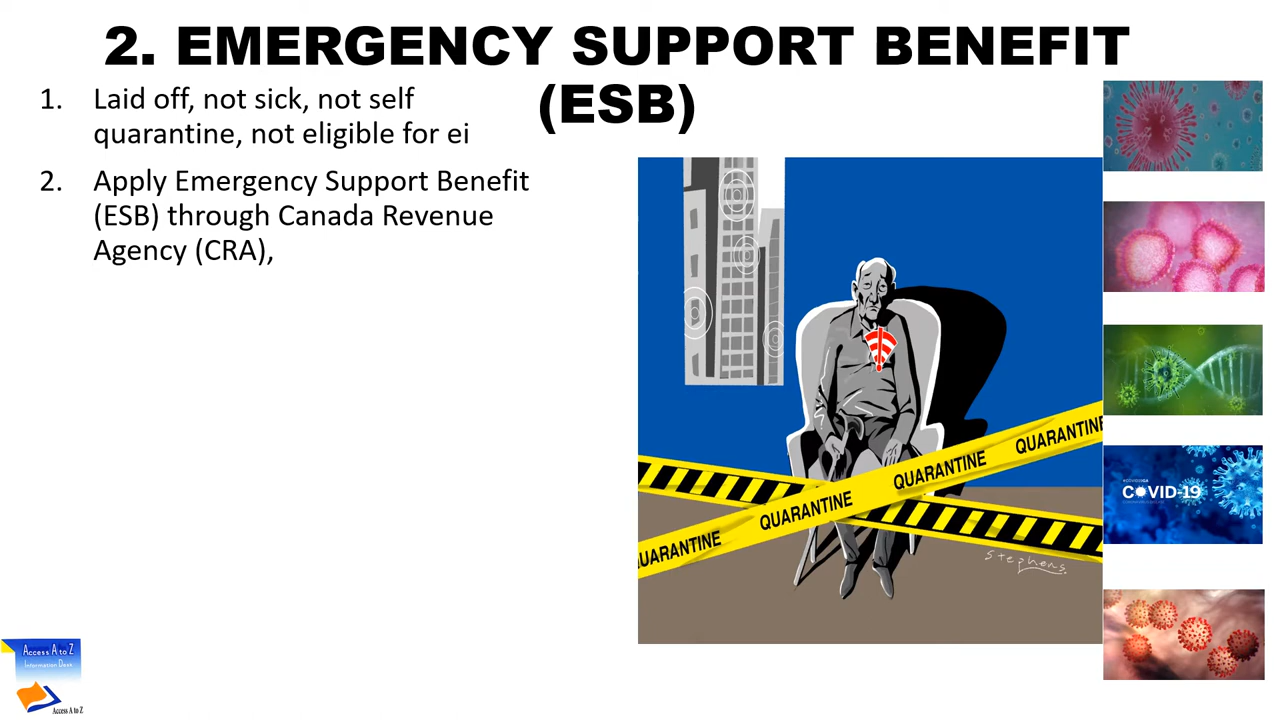 2. EMERGENCY SUPPORT BENEFIT
(ESB)
1. Laid off, not sick, not self
quarantine, not eligible for ei
2. Apply Emergency Support Benefit
(ESB) through Canada Revenue
Agency (CRA),
QUARANTINE
QUARANTINE
QUARANTINE
UARANTINE
Stephens.
COVID-19
Access A to Z
Information Desk
Access A to Z